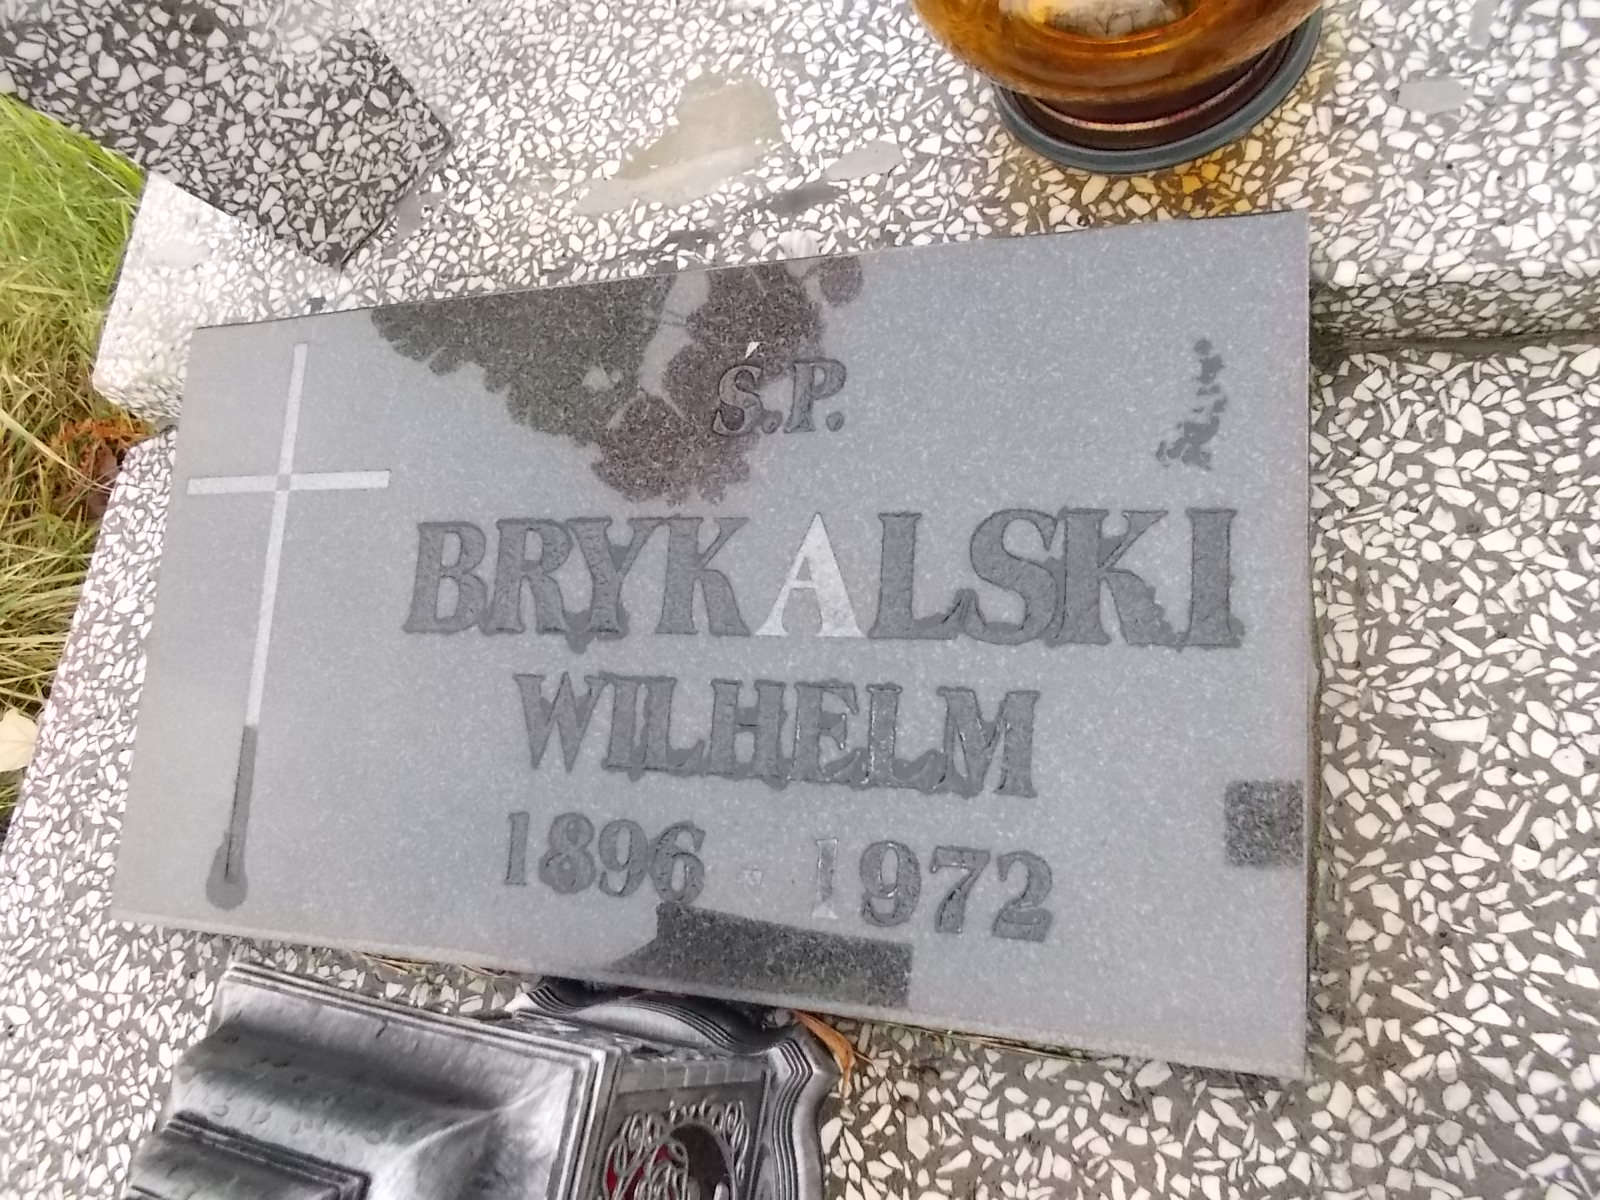 Ś.P.
BRYKALSKI
WILHELM
1896 - 1972